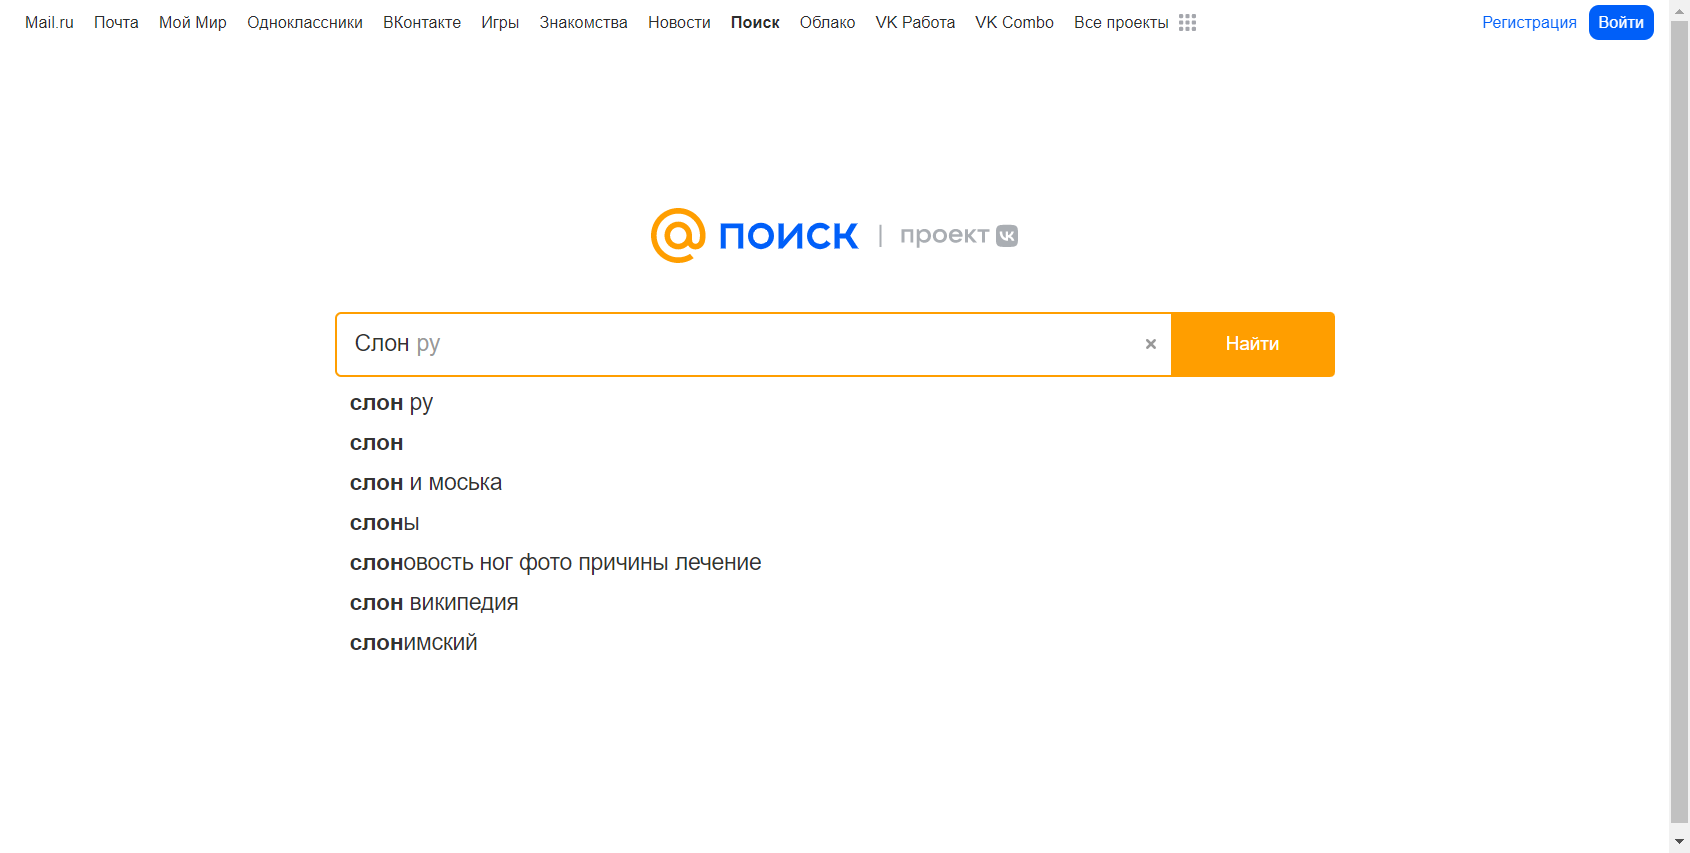 Mail.ru Почта Мой Мир Одноклассники ВКонтакте Игры Знакомства Новости Поиск Облако VK Работа VK Combo Все проекты Регистрация Войти
@ ПОИСК | проект VK
Слон ру × Найти
слон ру
слон
слон и моська
слоны
слоновость ног фото причины лечение
слон википедия
слонимский